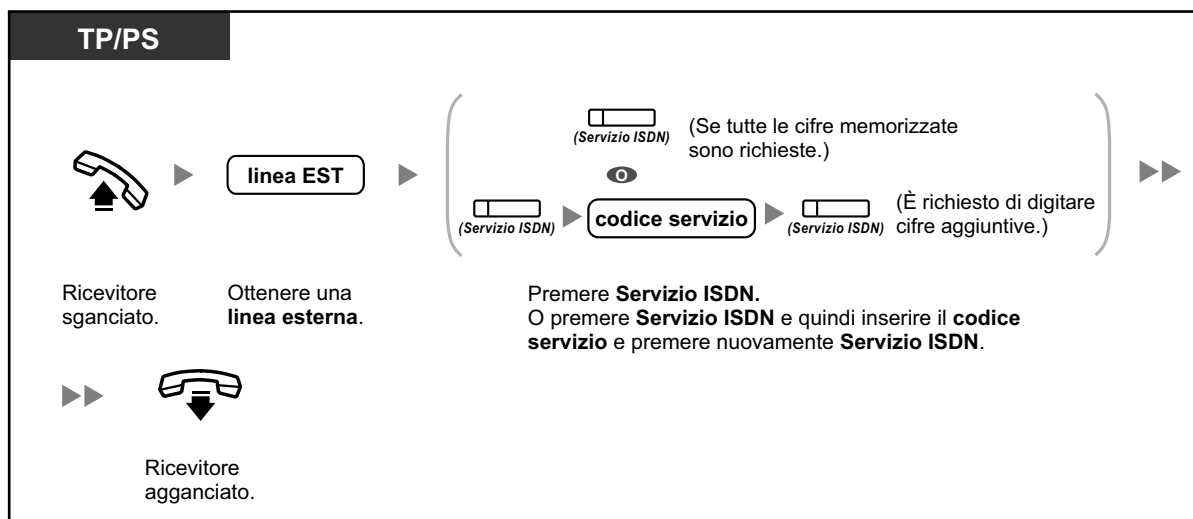 TP/PS
(Servizio ISDN)
(Se tutte le cifre memorizzate
sono richieste.)
O
linea EST
(Servizio ISDN)
codice servizio
(Servizio ISDN)
(È richiesto di digitare
cifre aggiuntive.)
Ricevitore
sganciato.
Ottenere una
linea esterna.
Premere Servizio ISDN.
O premere Servizio ISDN e quindi inserire il codice
servizio e premere nuovamente Servizio ISDN.
Ricevitore
agganciato.